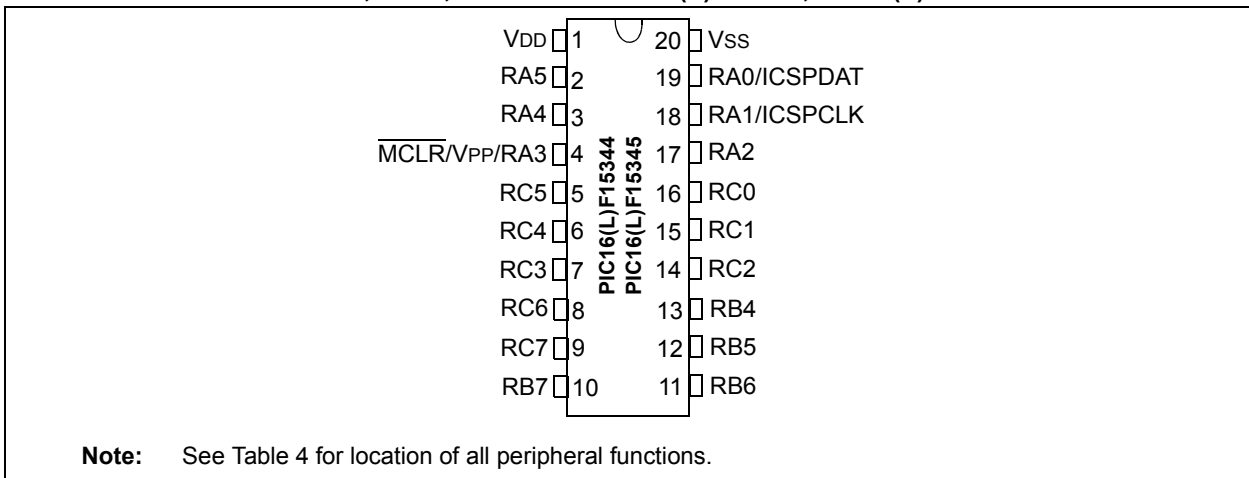 VDD 1 20 VSS
RA5 2 19 RA0/ICSPDAT
RA4 3 18 RA1/ICSPCLK
MCLR/VPP/RA3 4 17 RA2
RC5 5 16 RC0
RC4 6 15 RC1
RC3 7 14 RC2
RC6 8 13 RB4
RC7 9 12 RB5
RB7 10 11 RB6
PIC16(L)F15344
PIC16(L)F15345
Note: See Table 4 for location of all peripheral functions.